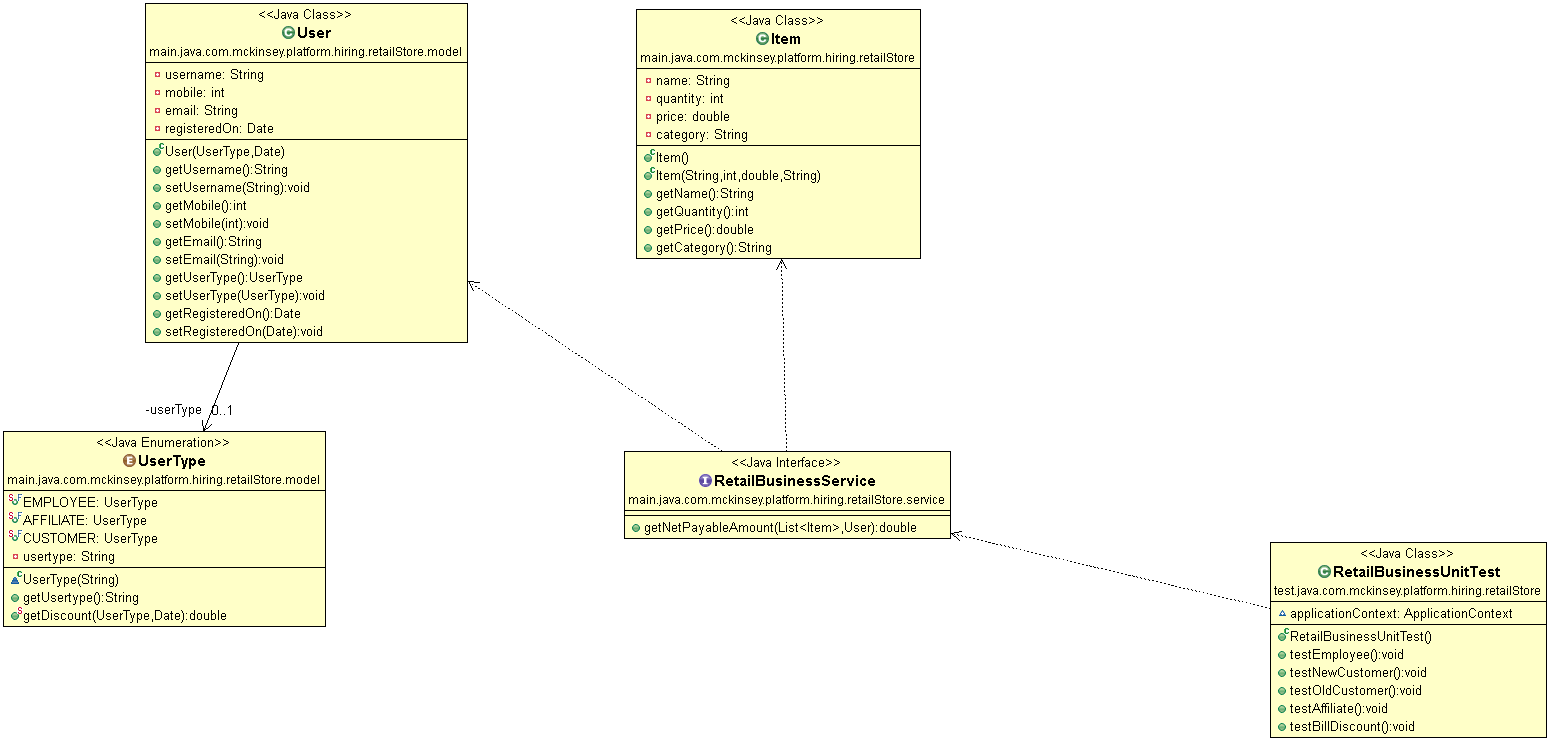 <<Java Class>>
User
main.java.com.mckinsey.platform.hiring.retailStore.model
username: String
mobile: int
email: String
registeredOn: Date
User(UserType,Date)
getUsername():String
setUsername(String):void
getMobile():int
setMobile(int):void
getEmail():String
setEmail(String):void
getUserType():UserType
setUserType(UserType):void
getRegisteredOn():Date
setRegisteredOn(Date):void
<<Java Class>>
Item
main.java.com.mckinsey.platform.hiring.retailStore
name: String
quantity: int
price: double
category: String
Item()
Item(String,int,double,String)
getName():String
getQuantity():int
getPrice():double
getCategory():String
-userType 0..1
<<Java Enumeration>>
UserType
main.java.com.mckinsey.platform.hiring.retailStore.model
EMPLOYEE: UserType
AFFILIATE: UserType
CUSTOMER: UserType
usertype: String
UserType(String)
getUsertype():String
getDiscount(UserType,Date):double
<<Java Interface>>
RetailBusinessService
main.java.com.mckinsey.platform.hiring.retailStore.service
getNetPayableAmount(List<Item>,User):double
<<Java Class>>
RetailBusinessUnitTest
test.java.com.mckinsey.platform.hiring.retailStore
applicationContext: ApplicationContext
RetailBusinessUnitTest()
testEmployee():void
testNewCustomer():void
testOldCustomer():void
testAffiliate():void
testBillDiscount():void